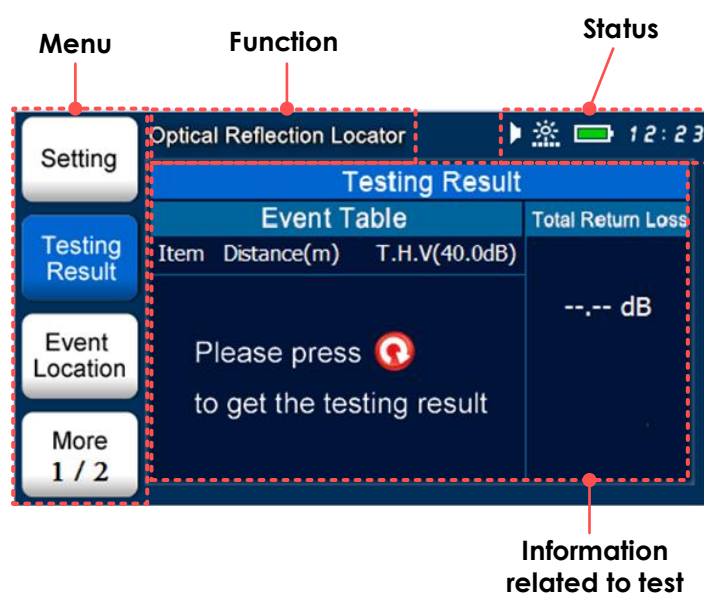 Menu
Function
Status
Optical Reflection Locator
12:23
Setting
Testing Result
Event Table
Total Return Loss
Testing
Result
Item Distance(m) T.H.V(40.0dB)
--.-- dB
Event
Location
Please press
to get the testing result
More
1 / 2
Information
related to test